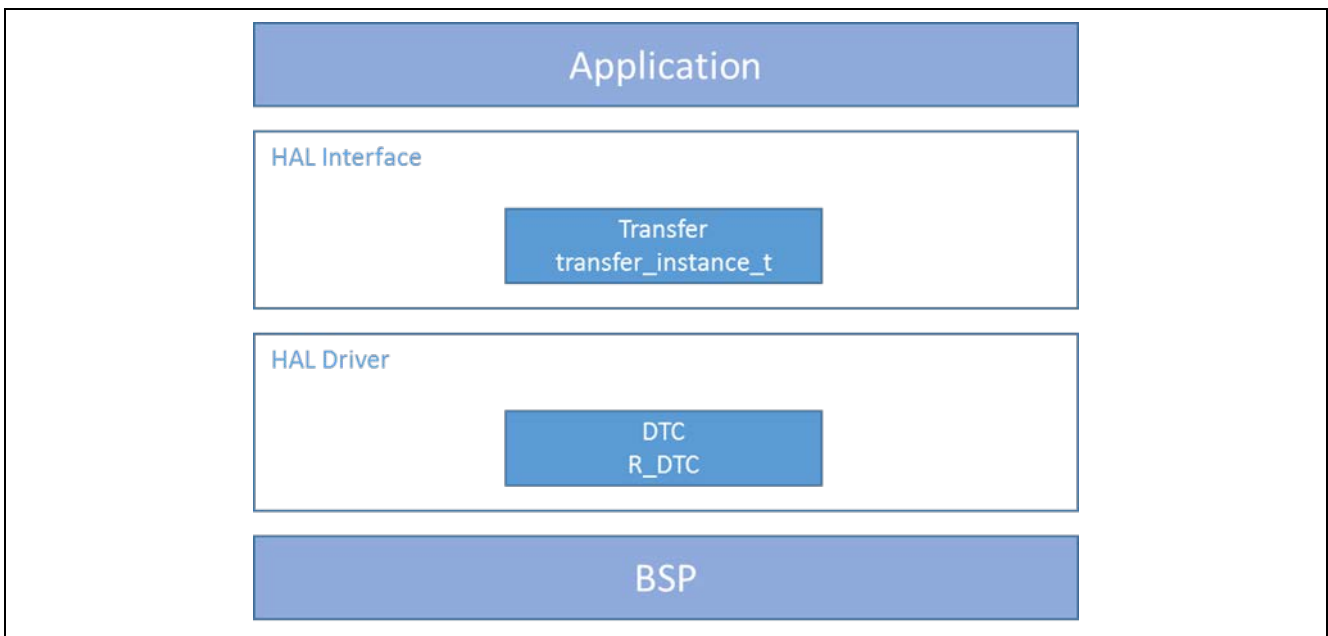 Application
HAL Interface
Transfer
transfer_instance_t
HAL Driver
DTC
R_DTC
BSP